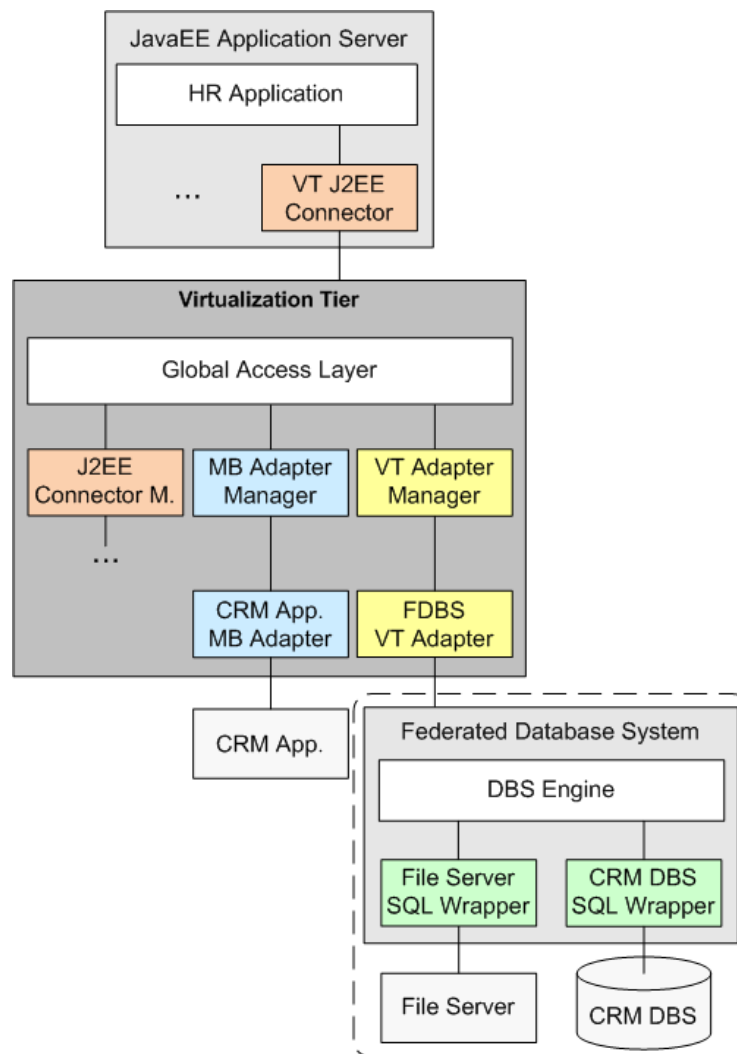 JavaEE Application Server
HR Application
...
VT J2EE
Connector
Virtualization Tier
Global Access Layer
J2EE
Connector M.
MB Adapter
Manager
VT Adapter
Manager
...
CRM App.
MB Adapter
FDBS
VT Adapter
CRM App.
Federated Database System
DBS Engine
File Server
SQL Wrapper
CRM DBS
SQL Wrapper
File Server
CRM DBS